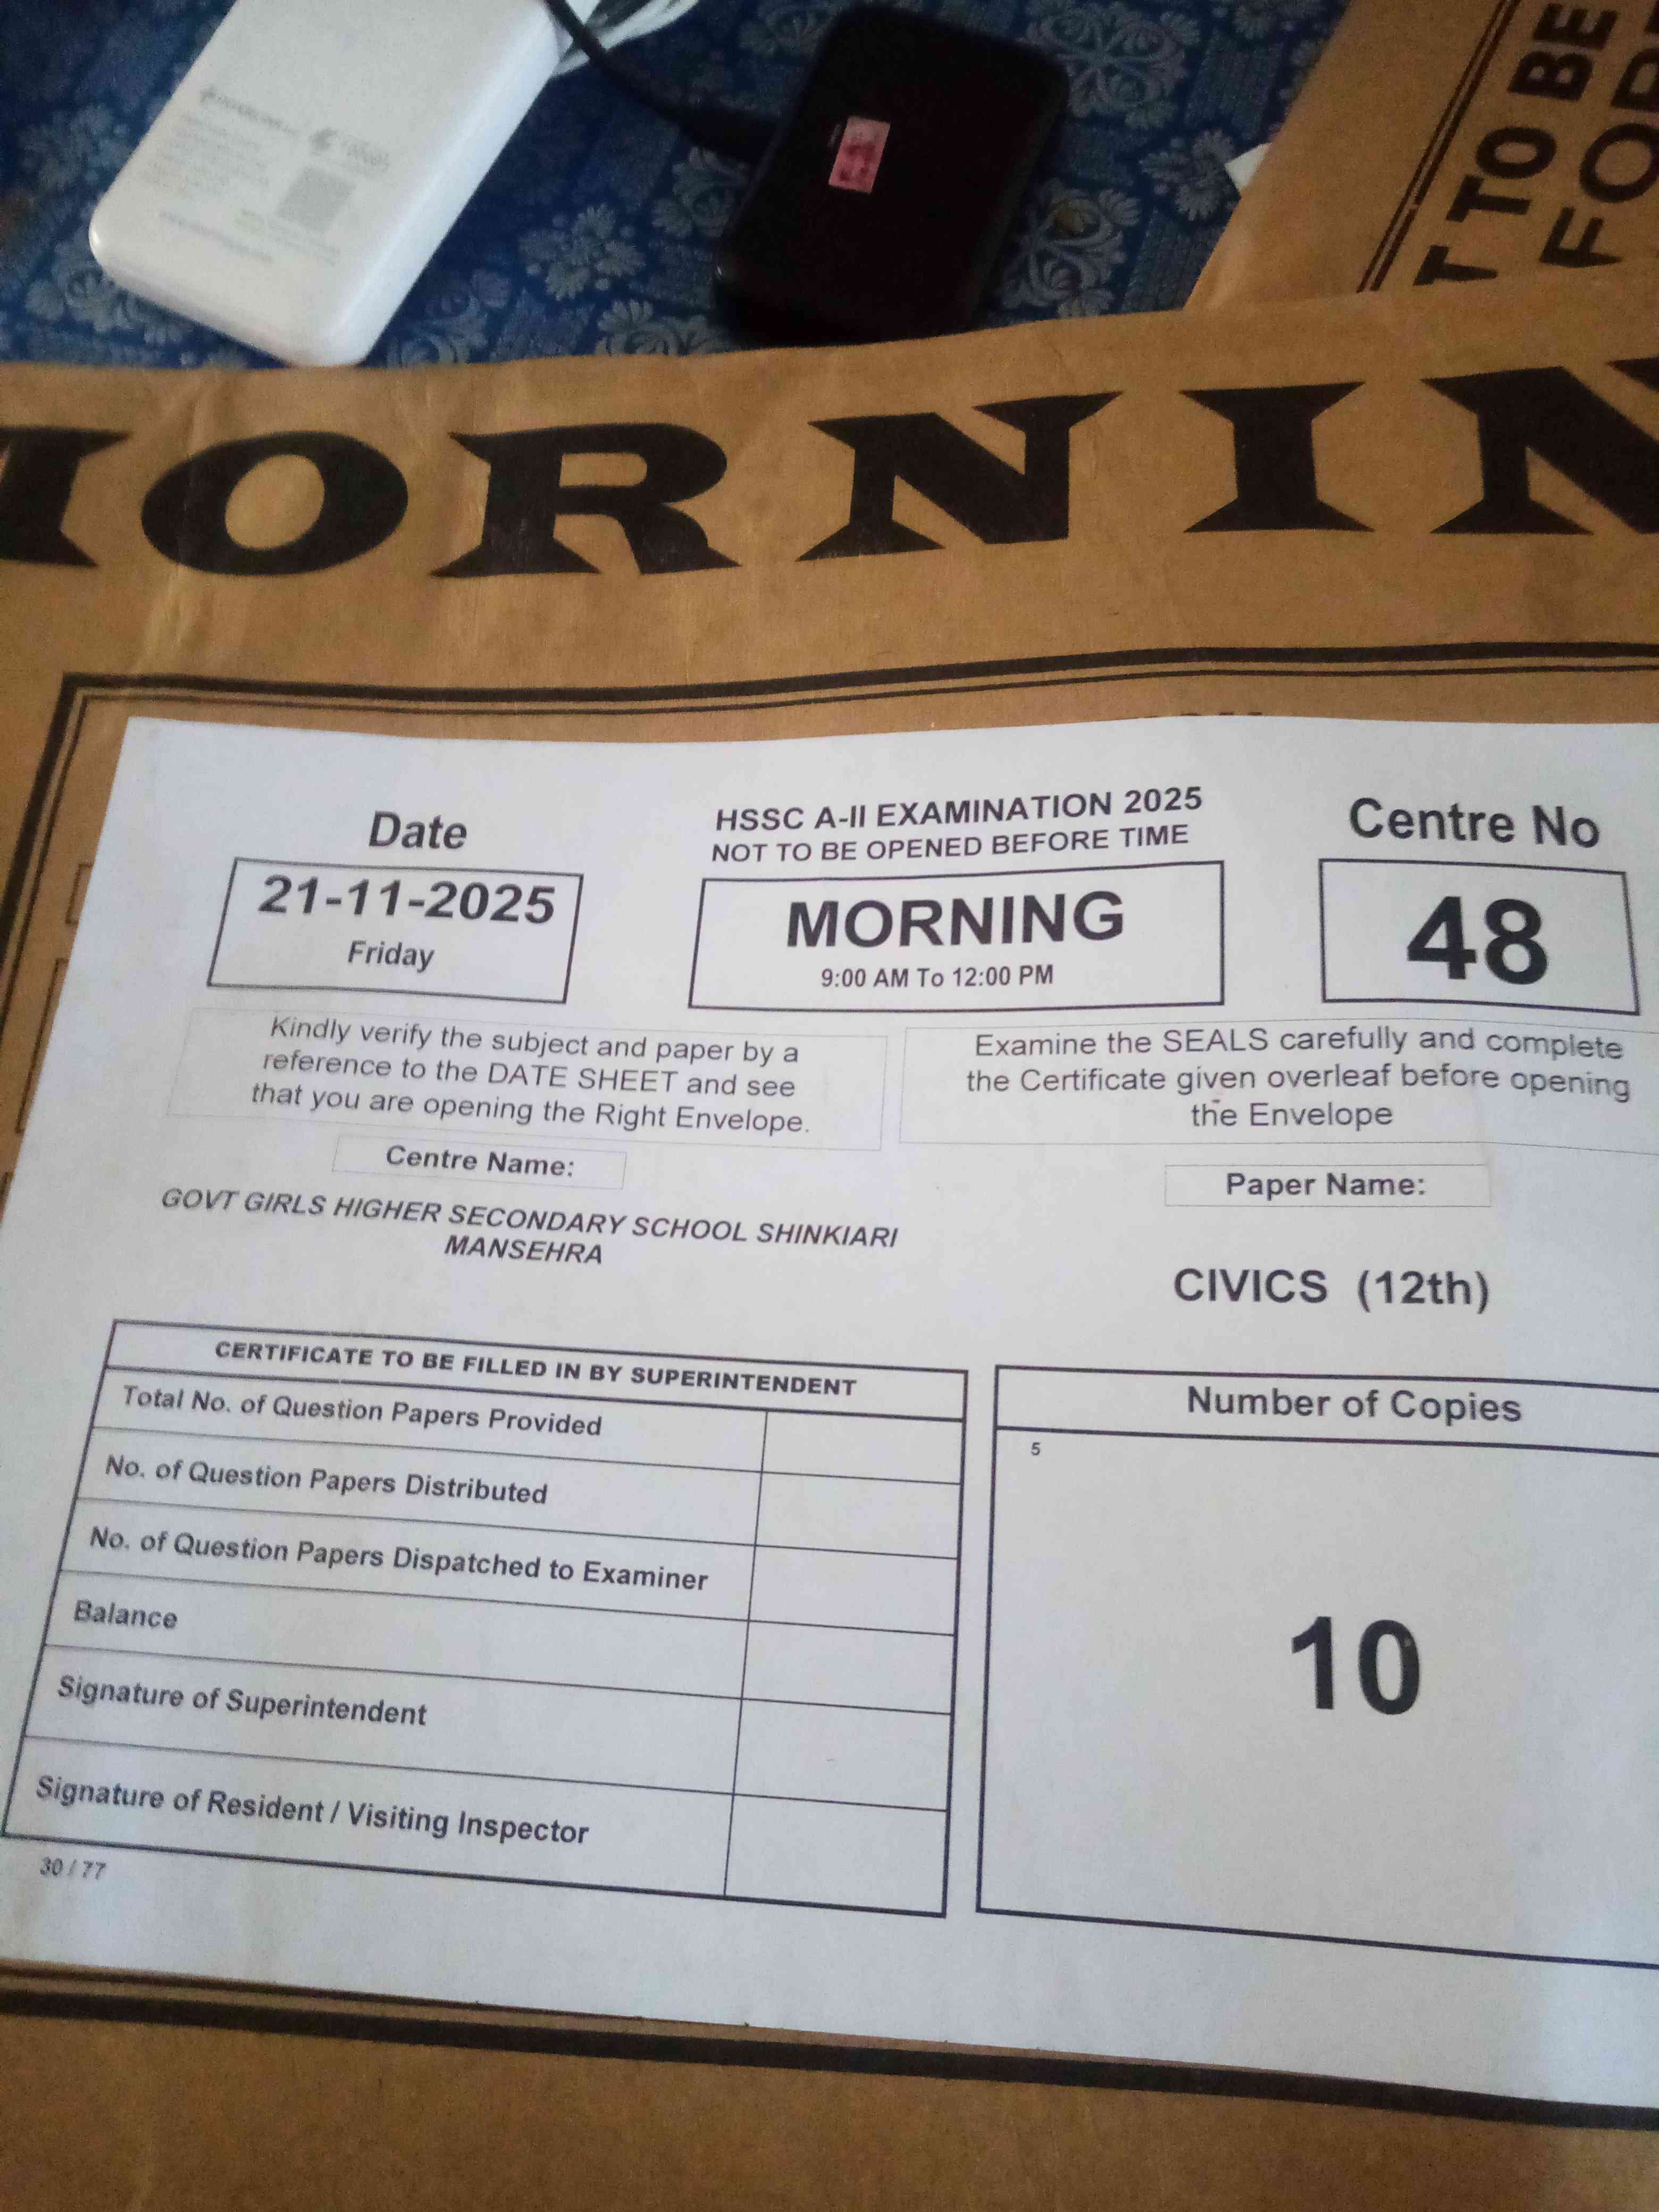 T TO BE
FOR
MORNIN
Date
21-11-2025
Friday
HSSC A-II EXAMINATION 2025
NOT TO BE OPENED BEFORE TIME
MORNING
9:00 AM To 12:00 PM
Centre No
48
Kindly verify the subject and paper by a
reference to the DATE SHEET and see
that you are opening the Right Envelope.
Examine the SEALS carefully and complete
the Certificate given overleaf before opening
the Envelope
Centre Name:
GOVT GIRLS HIGHER SECONDARY SCHOOL SHINKIARI
MANSEHRA
Paper Name:
CIVICS (12th)
CERTIFICATE TO BE FILLED IN BY SUPERINTENDENT
Total No. of Question Papers Provided
No. of Question Papers Distributed
No. of Question Papers Dispatched to Examiner
Balance
Signature of Superintendent
Signature of Resident / Visiting Inspector
30 / 77
Number of Copies
5
10